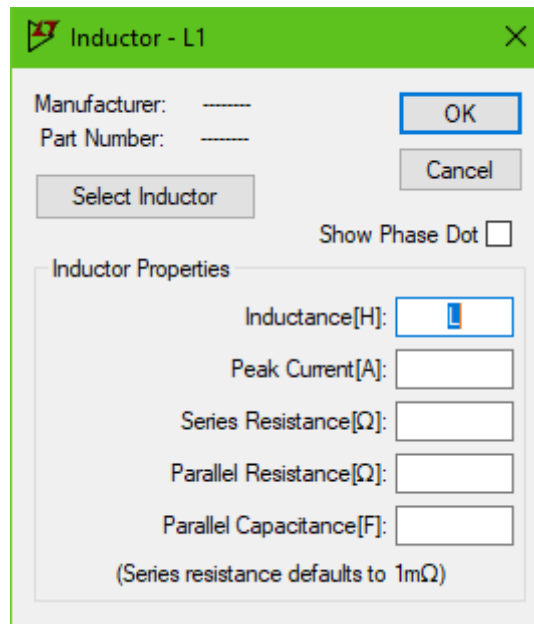 Inductor - L1
Manufacturer: --------
OK
Part Number: --------
Cancel
Select Inductor
Show Phase Dot
Inductor Properties
Inductance[H]: L
Peak Current[A]:
Series Resistance[Ω]:
Parallel Resistance[Ω]:
Parallel Capacitance[F]:
(Series resistance defaults to 1mΩ)